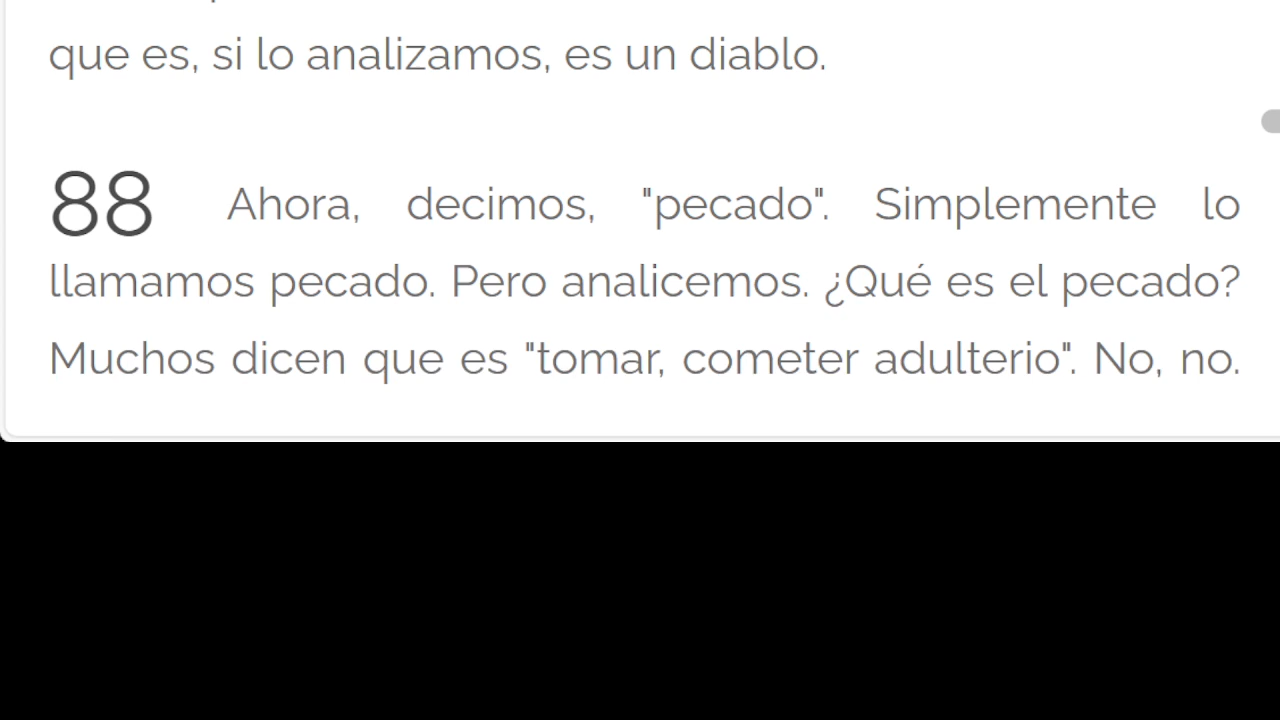 que es, si lo analizamos, es un diablo.
88 Ahora, decimos, "pecado". Simplemente lo
llamamos pecado. Pero analicemos. ¿Qué es el pecado?
Muchos dicen que es "tomar, cometer adulterio". No, no.